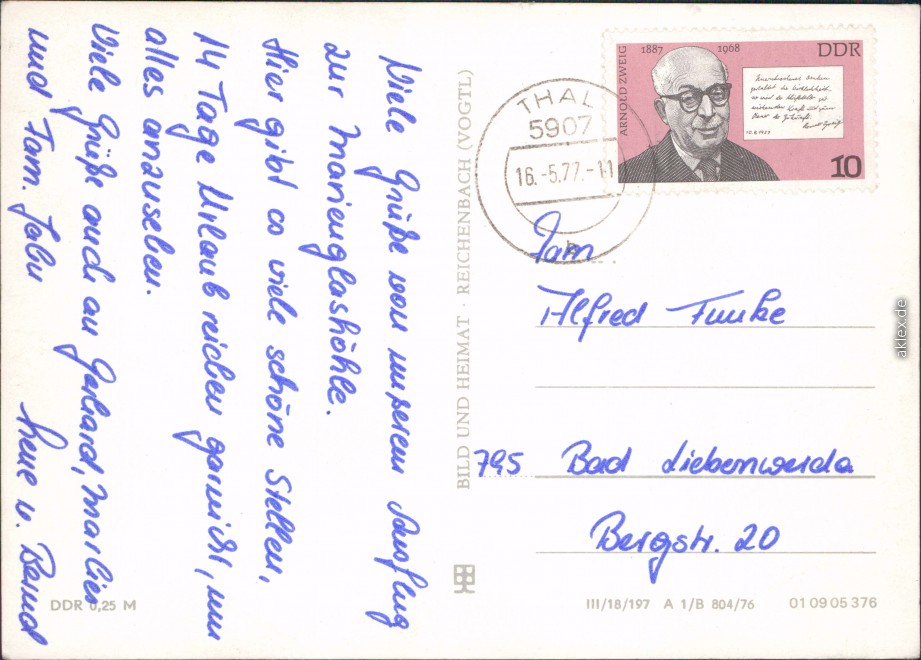 Viele Grüße von unserem Ausflug
zur Marienglashöhle.
Hier gibt es viele schöne Stellen,
14 Tage Urlaub reichen garnicht, um
alles anzusehen.
Viele Grüße auch an Gerhard, Marlies
und Fam.
Irene u. Bernd
BILD UND HEIMAT · REICHENBACH (VOGTL)
DDR 0,25 M
THAL
5907
16.-5.77.-11
b
ARNOLD ZWEIG
1887 1968
DDR
10
Fam
Alfred Funke
795 Bad Liebenwerda
Bergstr. 20
III/18/197 A 1/B 804/76 01 09 05 376
aklex.de